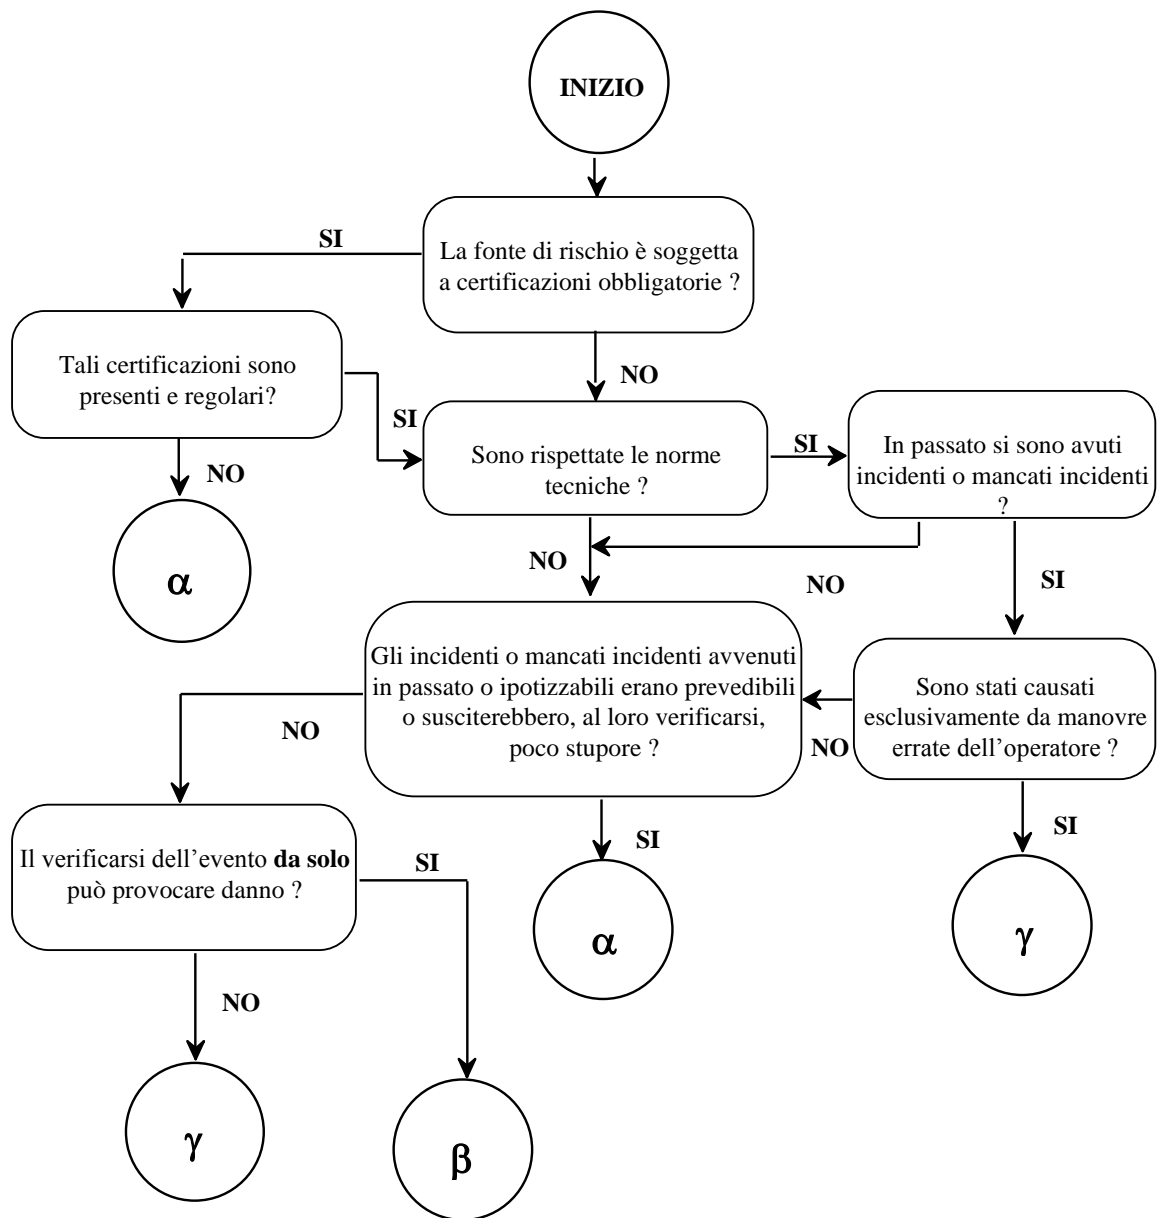 INIZIO
SI
La fonte di rischio è soggetta
a certificazioni obbligatorie ?
Tali certificazioni sono
presenti e regolari?
NO
SI
Sono rispettate le norme
tecniche ?
SI
In passato si sono avuti
incidenti o mancati incidenti
?
NO
α
NO
NO
SI
Gli incidenti o mancati incidenti avvenuti
in passato o ipotizzabili erano prevedibili
o susciterebbero, al loro verificarsi,
poco stupore ?
Sono stati causati
esclusivamente da manovre
errate dell’operatore ?
NO
NO
SI
SI
Il verificarsi dell’evento da solo
può provocare danno ?
SI
α
γ
NO
γ
β